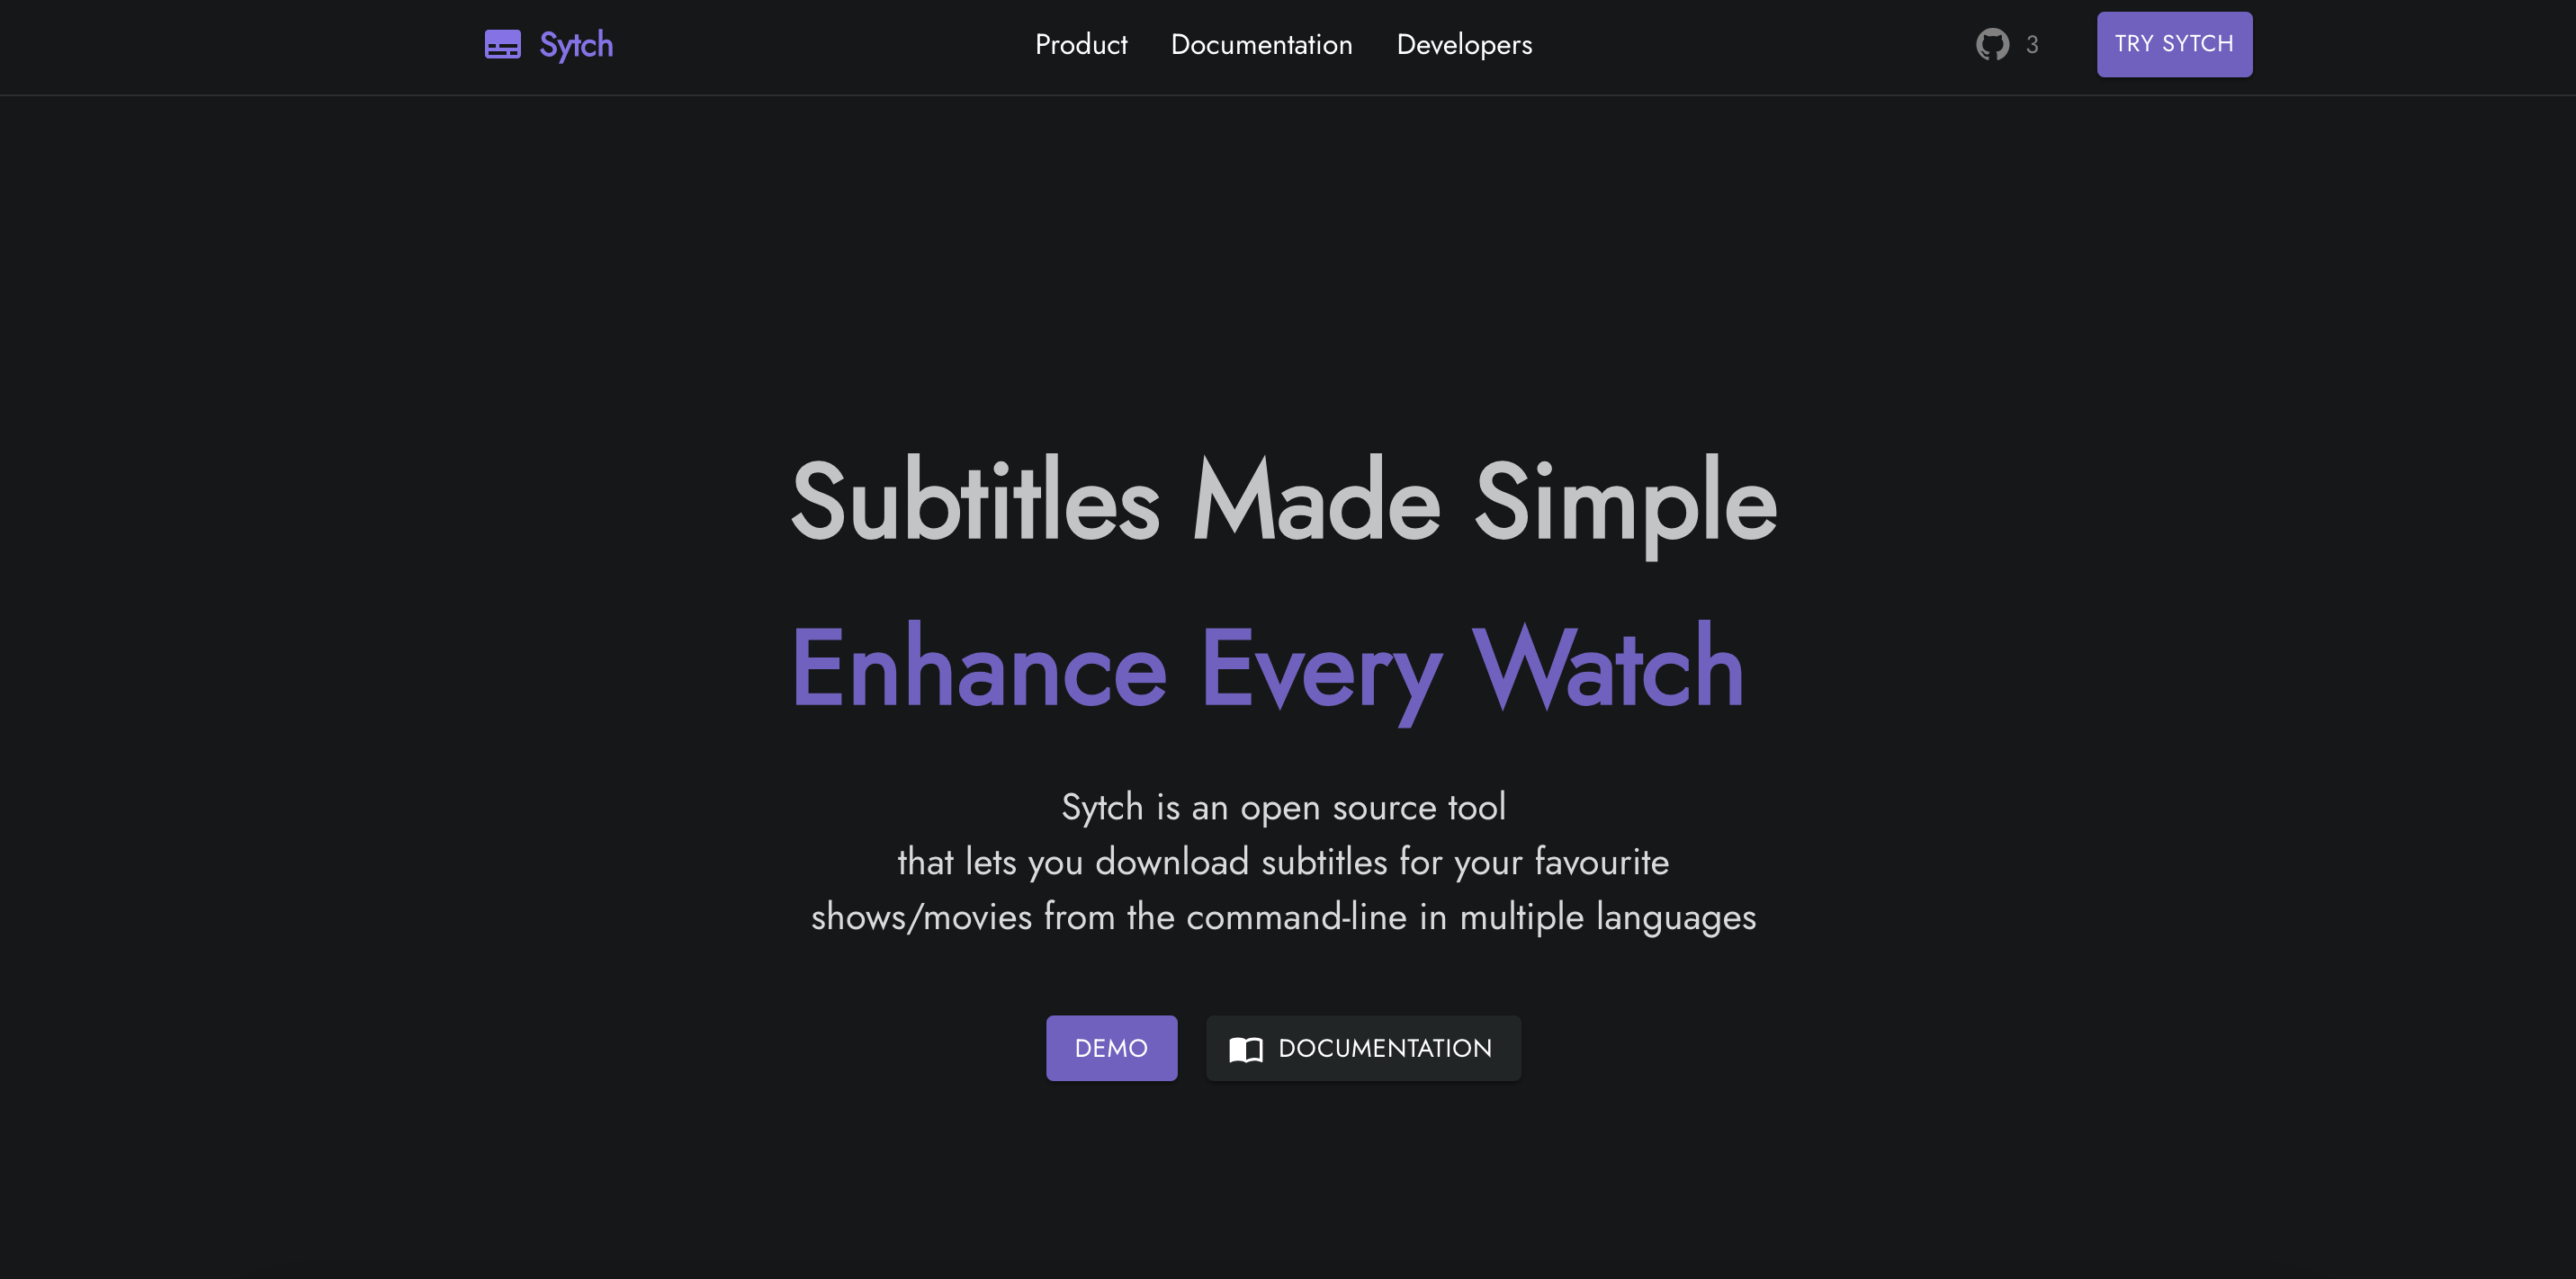 Sytch
Product
Documentation
Developers
3
TRY SYTCH
Subtitles Made Simple
Enhance Every Watch
Sytch is an open source tool
that lets you download subtitles for your favourite
shows/movies from the command-line in multiple languages
DEMO
DOCUMENTATION